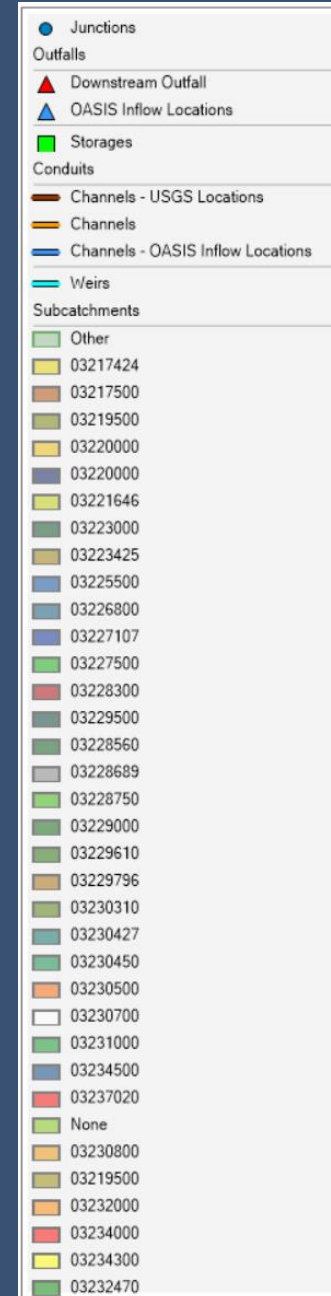 Junctions
Outfalls
Downstream Outfall
OASIS Inflow Locations
Storages
Conduits
Channels - USGS Locations
Channels
Channels - OASIS Inflow Locations
Weirs
Subcatchments
Other
03217424
03217500
03219500
03220000
03220000
03221646
03223000
03223425
03225500
03226800
03227107
03227500
03228300
03229500
03228560
03228689
03228750
03229000
03229610
03229796
03230310
03230427
03230450
03230500
03230700
03231000
03234500
03237020
None
03230800
03219500
03232000
03234000
03234300
03232470